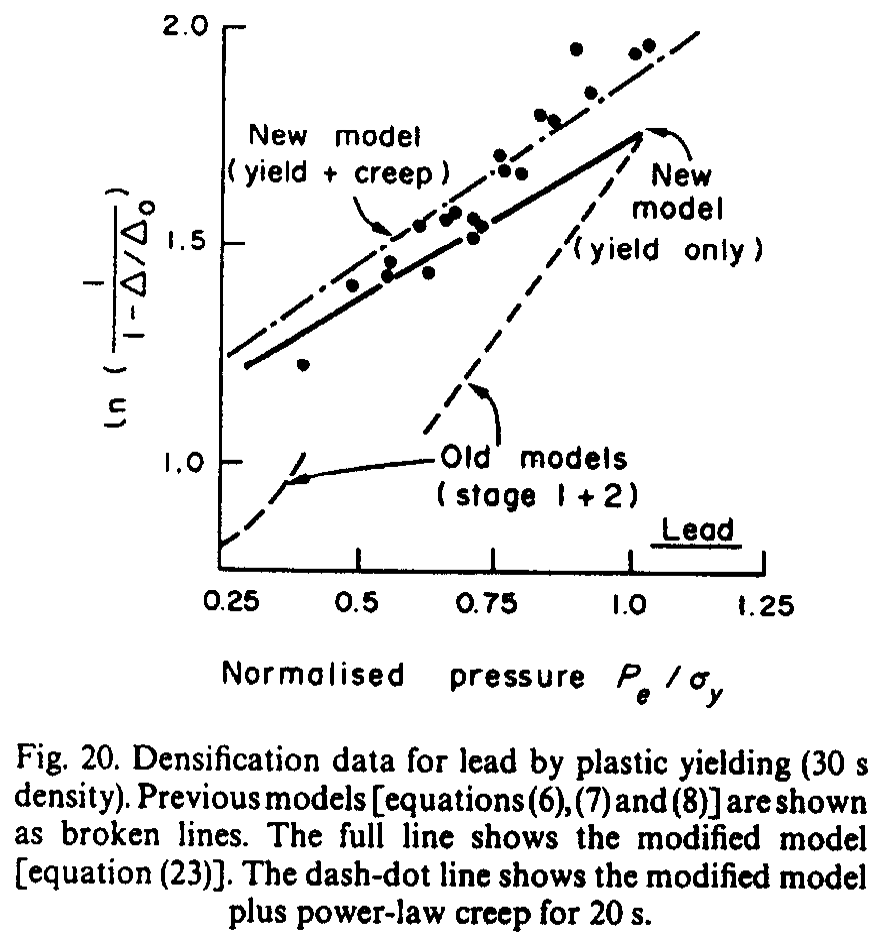 2.0
New model
(yield + creep)
New
model
(yield only)
1.5
ln ( 1 / 1 - Δ/Δo )
1.0
Old models
(stage 1+2)
Lead
0.25 0.5 0.75 1.0 1.25
Normalised pressure Pe / σy
Fig. 20. Densification data for lead by plastic yielding (30 s
density). Previous models [equations (6), (7) and (8)] are shown
as broken lines. The full line shows the modified model
[equation (23)]. The dash-dot line shows the modified model
plus power-law creep for 20 s.